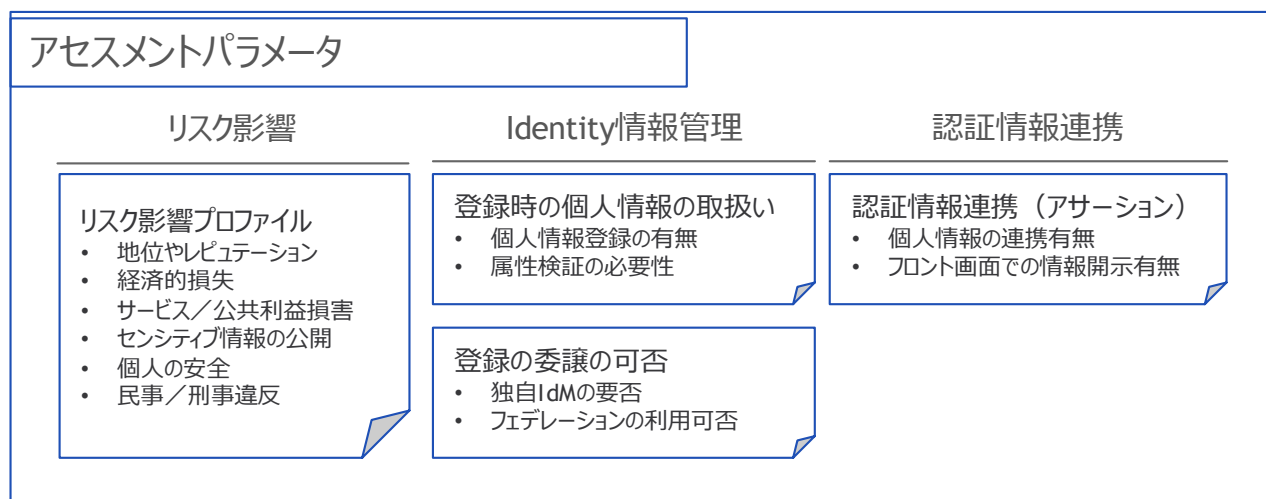 アセスメントパラメータ
リスク影響
リスク影響プロファイル
• 地位やレピュテーション
• 経済的損失
• サービス／公共利益損害
• センシティブ情報の公開
• 個人の安全
• 民事／刑事違反
Identity情報管理
登録時の個人情報の取扱い
• 個人情報登録の有無
• 属性検証の必要性
登録の委譲の可否
• 独自IdMの要否
• フェデレーションの利用可否
認証情報連携
認証情報連携（アサーション）
• 個人情報の連携有無
• フロント画面での情報開示有無